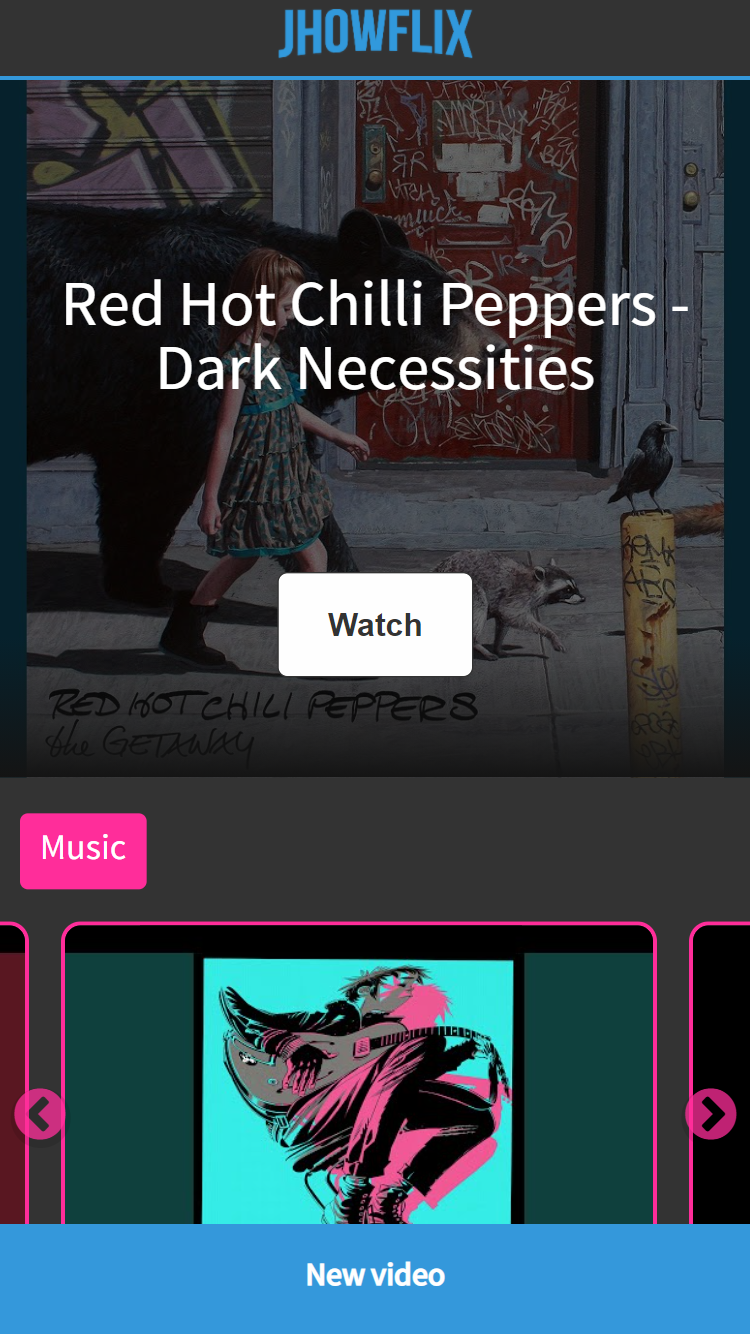 JHOWFLIX
Red Hot Chilli Peppers -
Dark Necessities
Watch
RED HOT CHILI PEPPERS
the GETAWAY
Music
New video